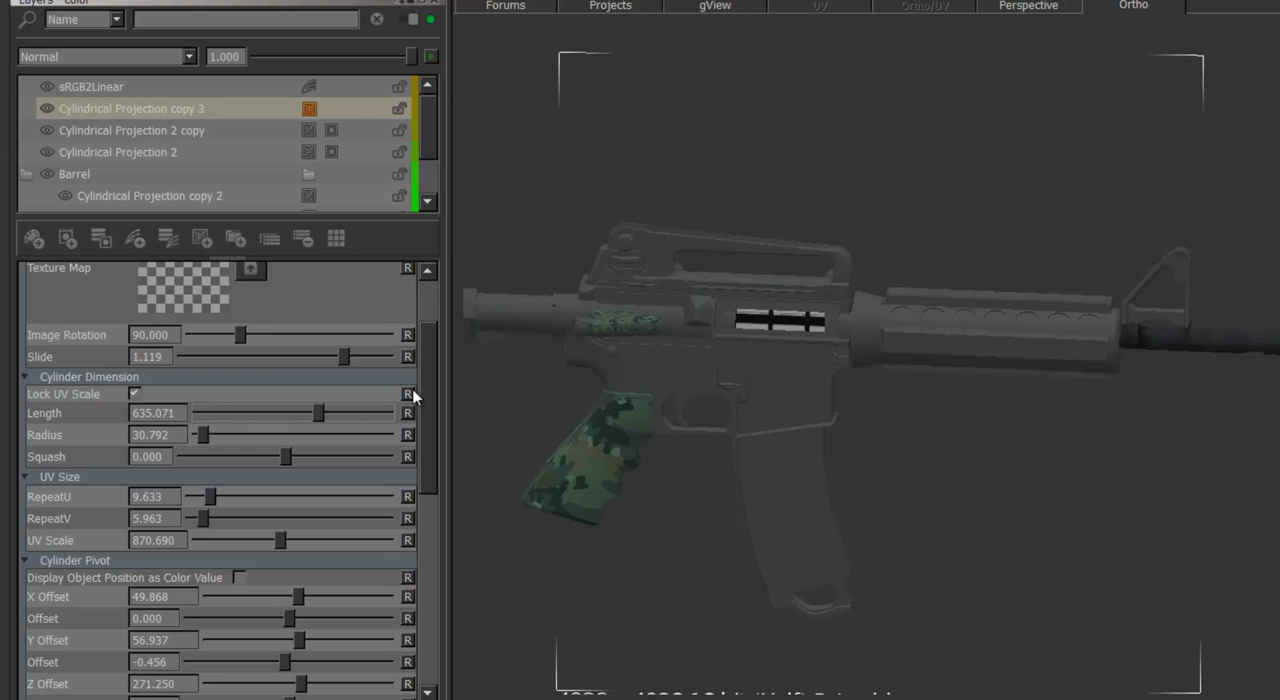 Layers - Color
Forums Projects gView UV Ortho/UV Perspective Ortho
Name
Normal 1.000
sRGB2Linear
Cylindrical Projection copy 3
Cylindrical Projection 2 copy
Cylindrical Projection 2
Barrel
Cylindrical Projection copy 2
Texture Map R
Image Rotation 90.000 R
Slide 1.119 R
Cylinder Dimension
Lock UV Scale R
Length 635.071 R
Radius 30.792 R
Squash 0.000 R
UV Size
RepeatU 9.633 R
RepeatV 5.963 R
UV Scale 870.690 R
Cylinder Pivot
Display Object Position as Color Value R
X Offset 49.868 R
Offset 0.000 R
Y Offset 56.937 R
Offset -0.456 R
Z Offset 271.250 R